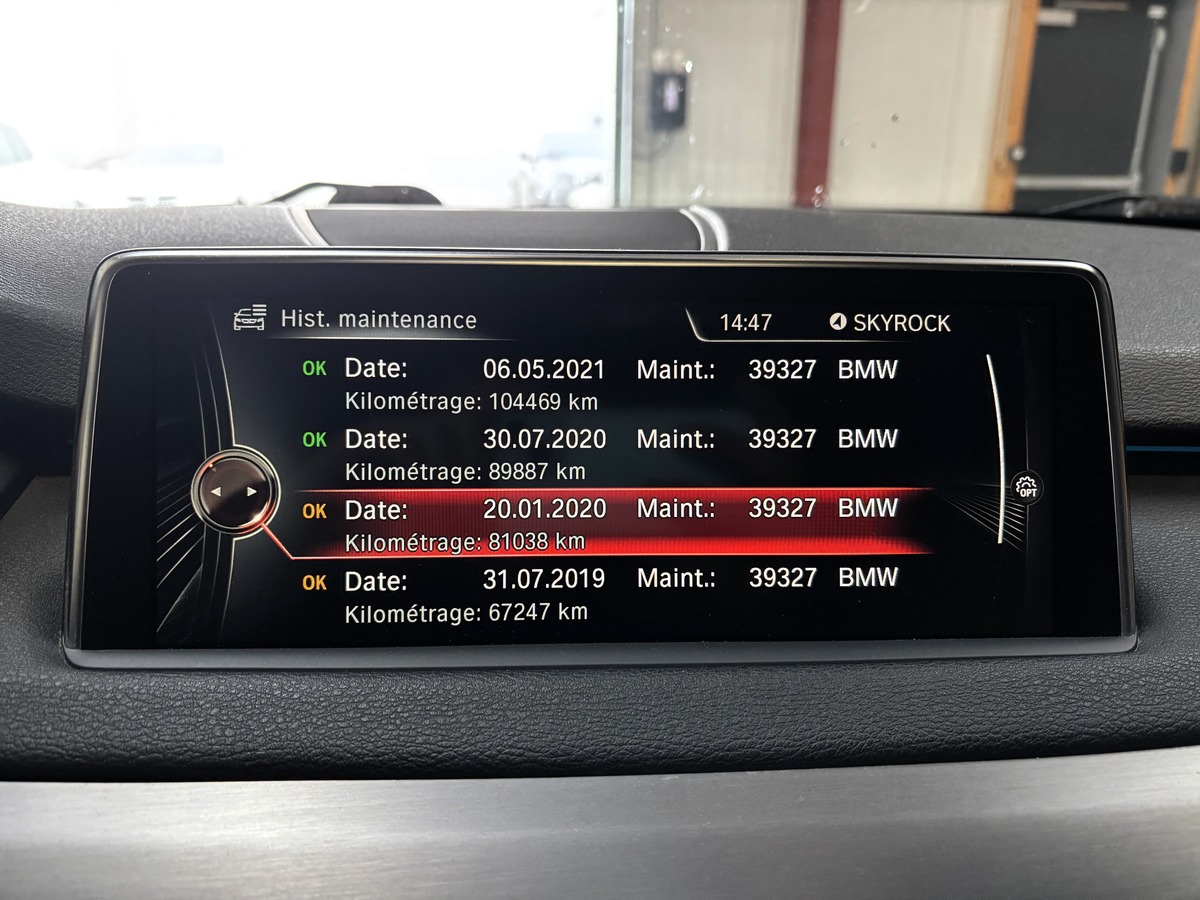 Hist. maintenance 14:47 SKYROCK
OK Date: 06.05.2021 Maint.: 39327 BMW
Kilométrage: 104469 km
OK Date: 30.07.2020 Maint.: 39327 BMW
Kilométrage: 89887 km
OK Date: 20.01.2020 Maint.: 39327 BMW
Kilométrage: 81038 km
OPT
OK Date: 31.07.2019 Maint.: 39327 BMW
Kilométrage: 67247 km